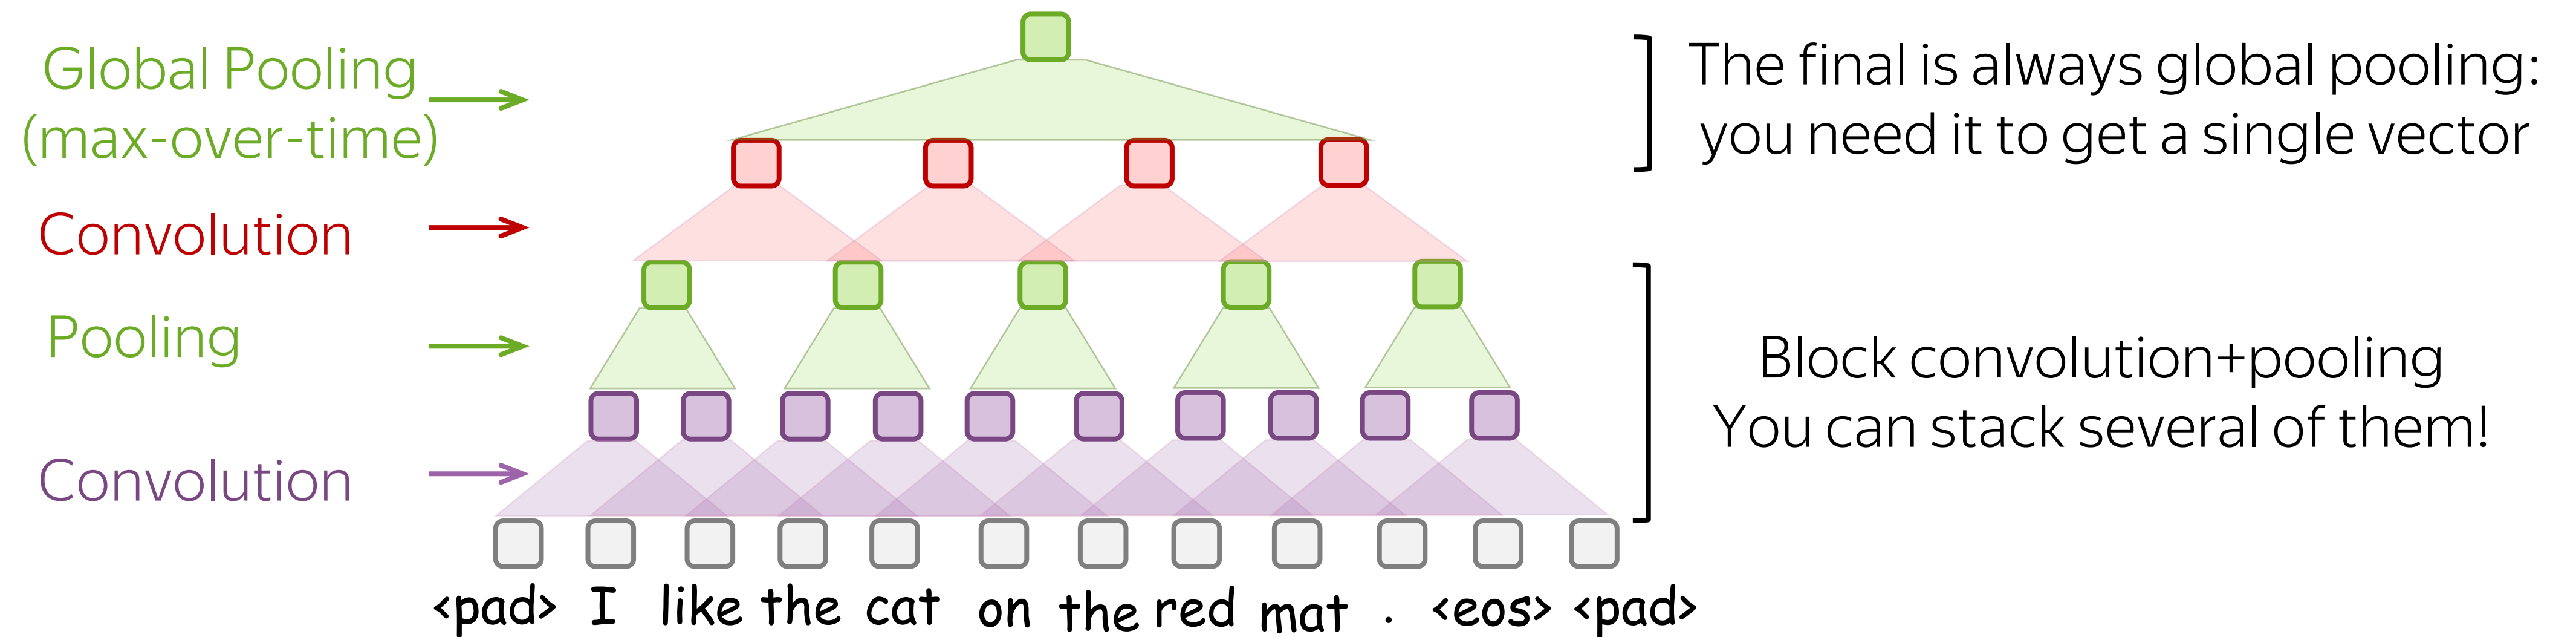 Global Pooling
(max-over-time)
The final is always global pooling:
you need it to get a single vector
Convolution
Pooling
Block convolution+pooling
You can stack several of them!
Convolution
<pad> I like the cat on the red mat . <eos> <pad>